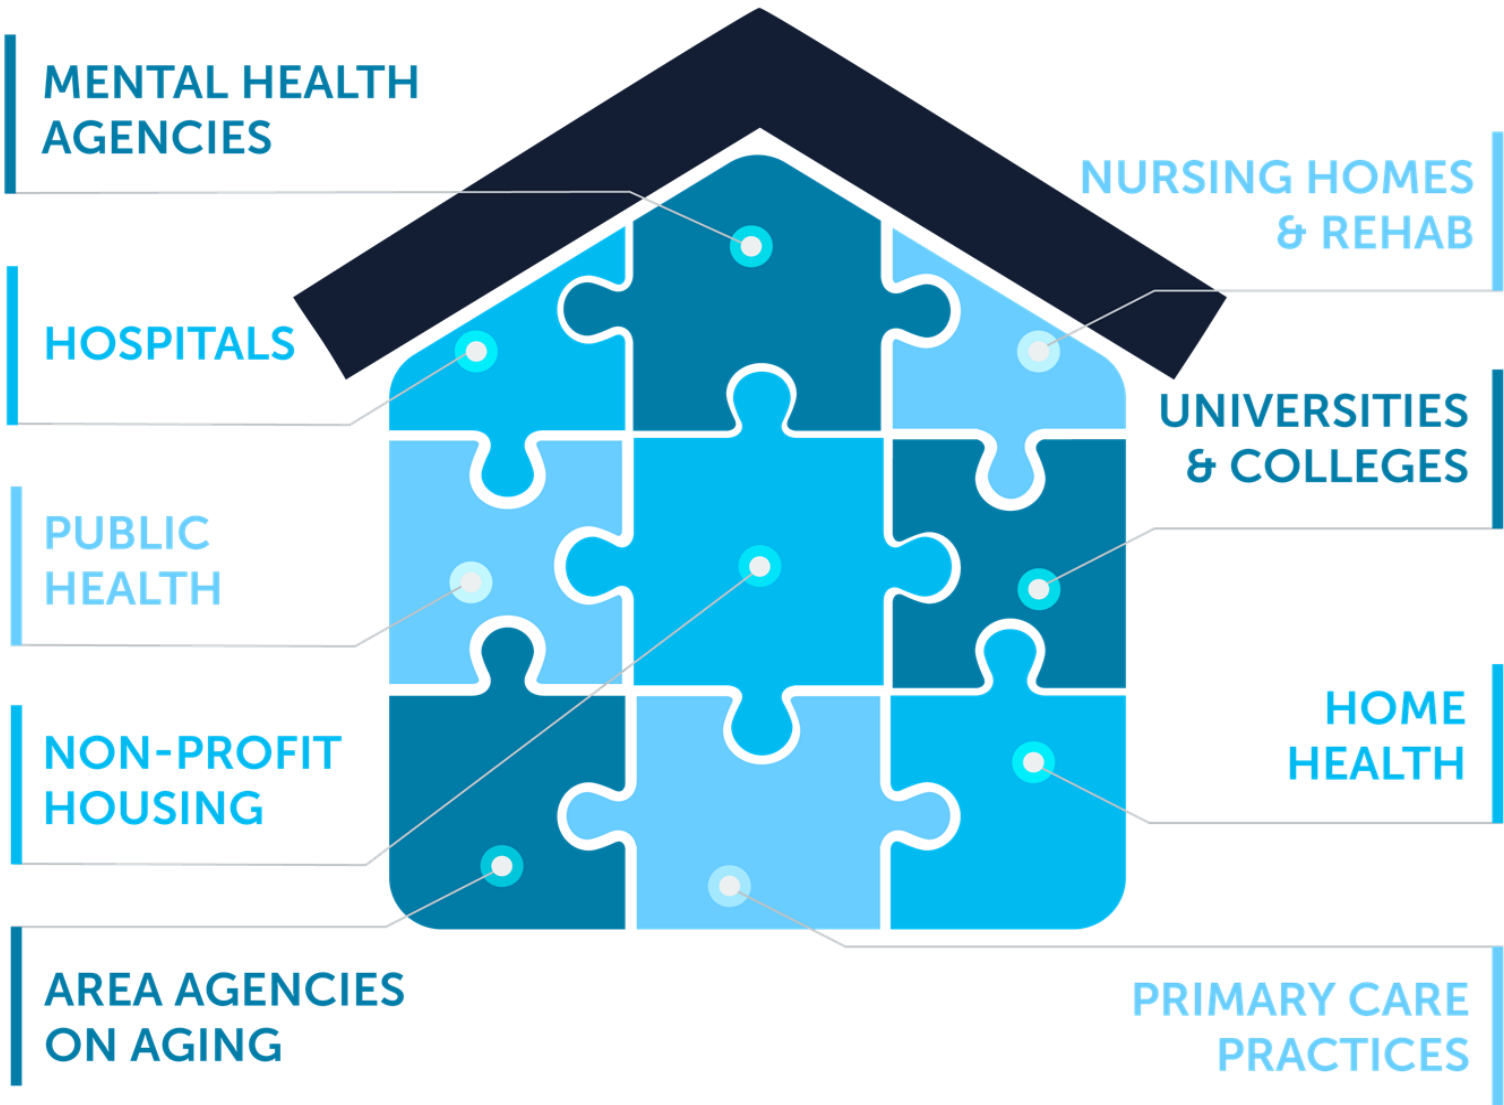 MENTAL HEALTH
AGENCIES
HOSPITALS
PUBLIC
HEALTH
NON-PROFIT
HOUSING
AREA AGENCIES
ON AGING
NURSING HOMES
& REHAB
UNIVERSITIES
& COLLEGES
HOME
HEALTH
PRIMARY CARE
PRACTICES